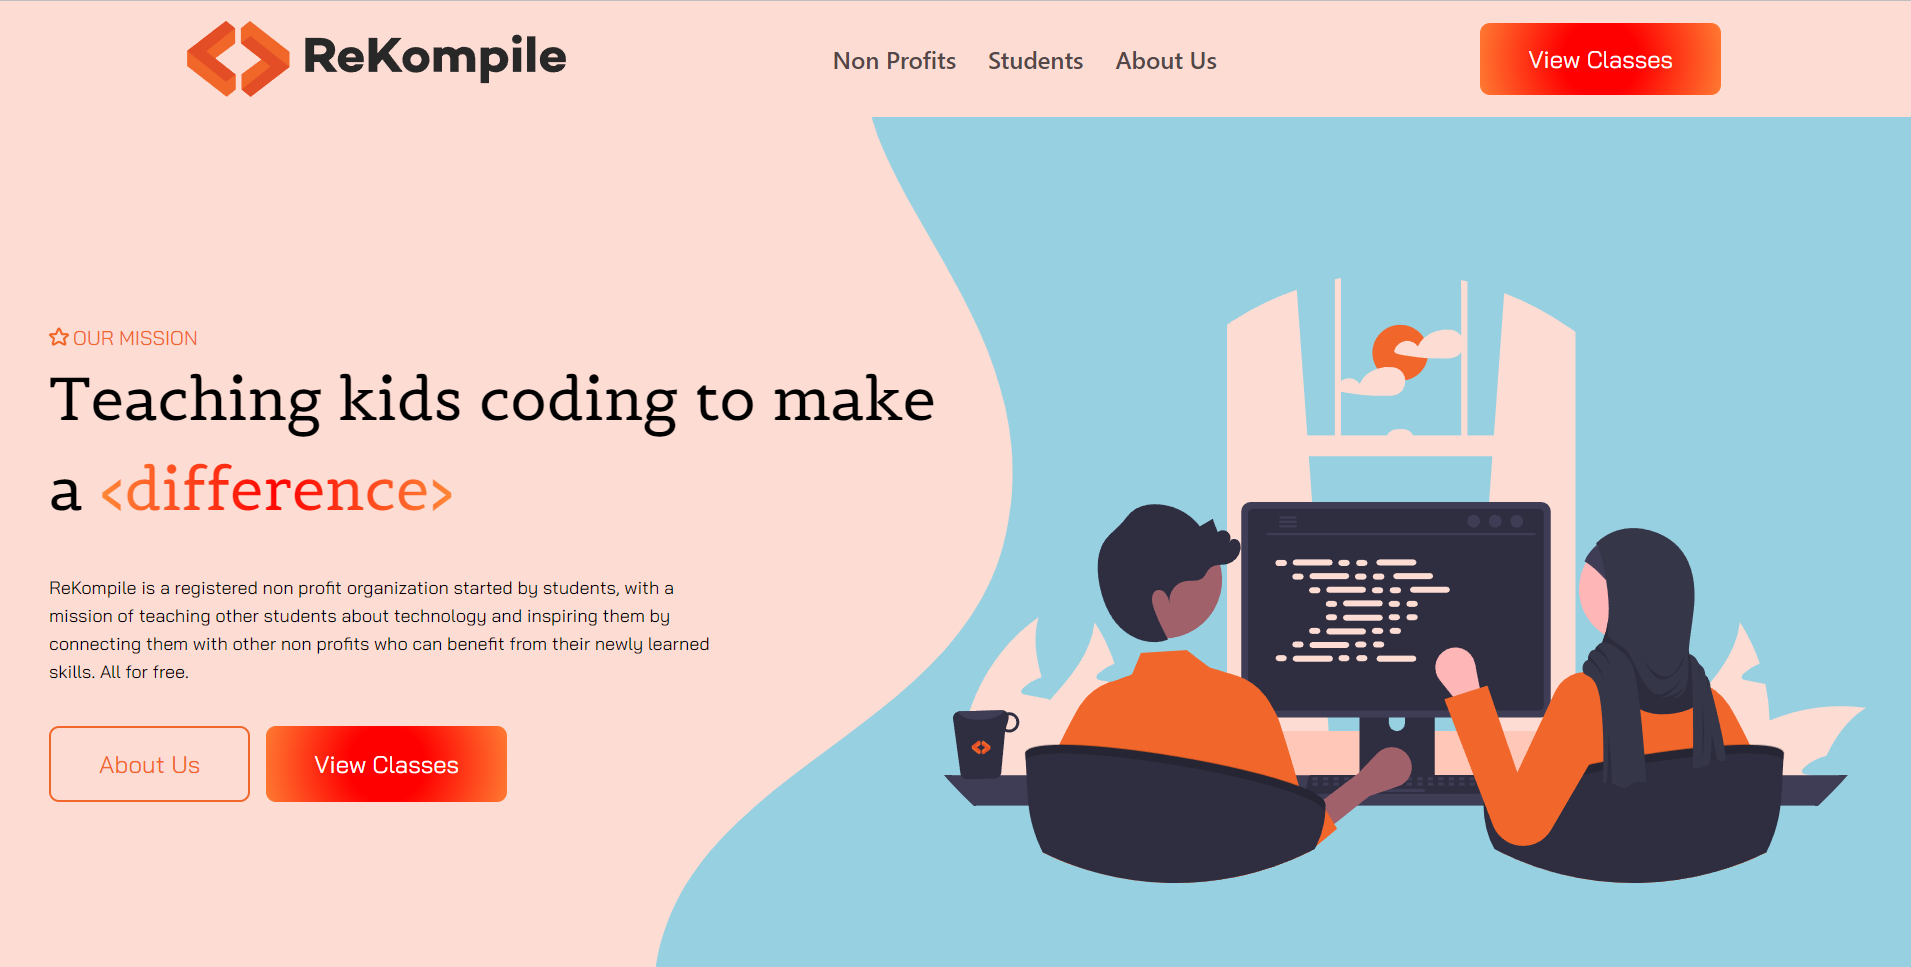 ReKompile
Non Profits Students About Us
View Classes
OUR MISSION
Teaching kids coding to make
a <difference>
ReKompile is a registered non profit organization started by students, with a
mission of teaching other students about technology and inspiring them by
connecting them with other non profits who can benefit from their newly learned
skills. All for free.
About Us
View Classes